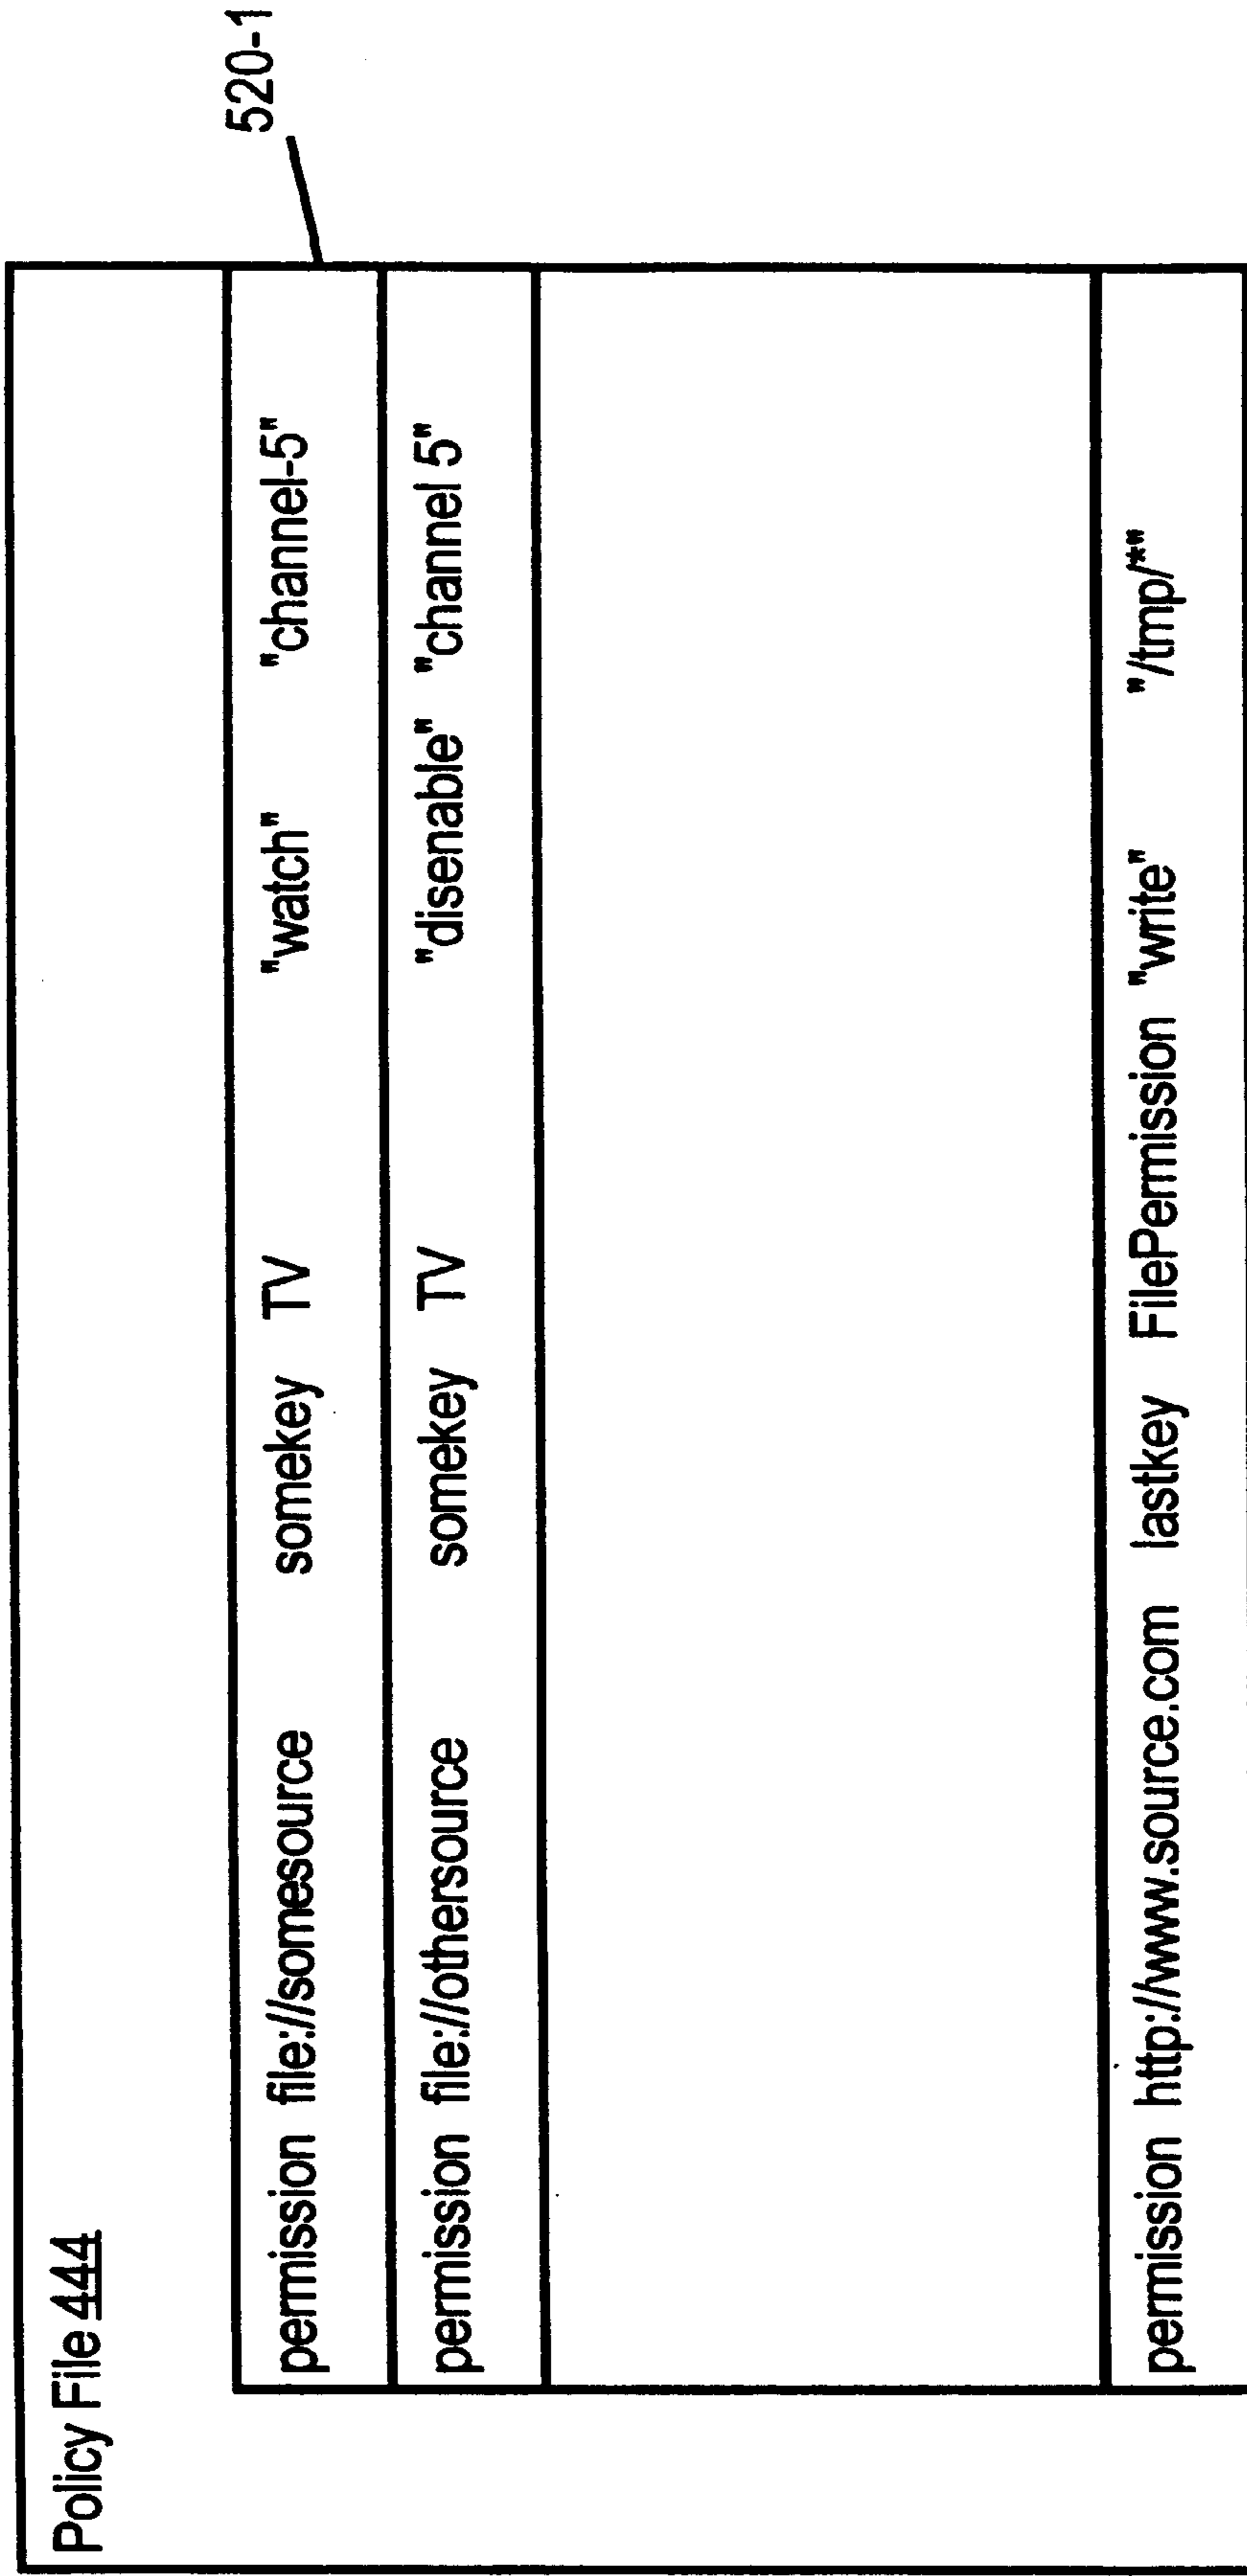 Policy File 444
520-1
permission file://somesource somekey TV "watch" "channel-5"
permission file://othersource somekey TV "disenable" "channel 5"
permission http://www.source.com lastkey FilePermission "write" "/tmp/*"